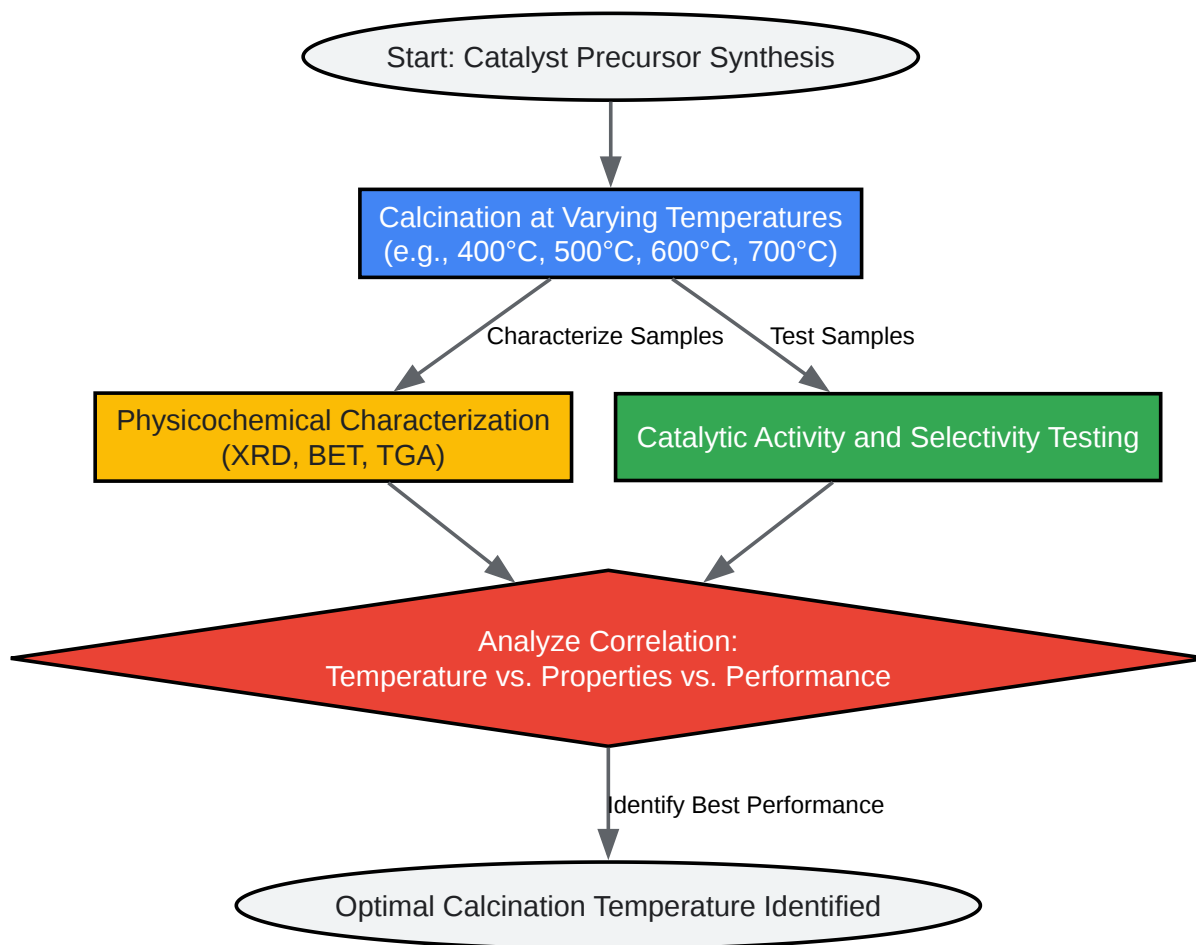 Start: Catalyst Precursor Synthesis
Calcination at Varying Temperatures
(e.g., 400°C, 500°C, 600°C, 700°C)
Characterize Samples
Test Samples
Physicochemical Characterization
(XRD, BET, TGA)
Catalytic Activity and Selectivity Testing
Analyze Correlation:
Temperature vs. Properties vs. Performance
Identify Best Performance
Optimal Calcination Temperature Identified